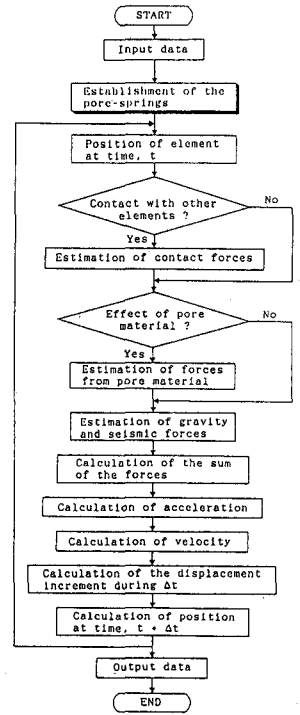 START
Input data
Establishment of the
pore-springs
Position of element
at time, t
Contact with other
elements ?
No
Yes
Estimation of contact forces
Effect of pore
material ?
No
Yes
Estimation of forces
from pore material
Estimation of gravity
and seismic forces
Calculation of the sum
of the forces
Calculation of acceleration
Calculation of velocity
Calculation of the displacement
increment during Δt
Calculation of position
at time, t + Δt
Output data
END